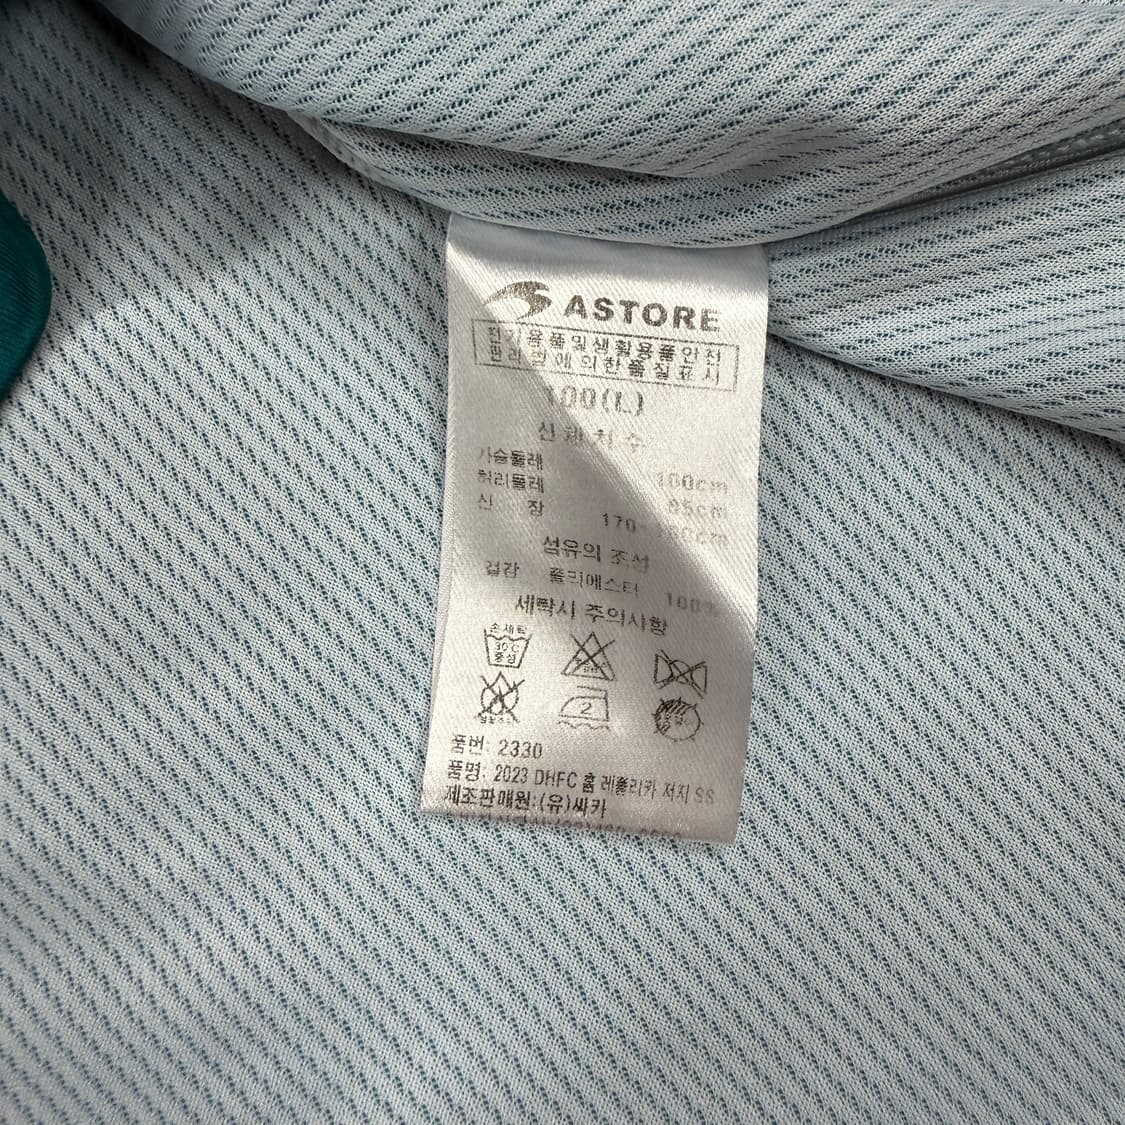 ASTORE
전기용품및생활용품안전
관리법에의한품질표시
100(L)
신체치수
가슴둘레 100cm
허리둘레 85cm
신 장 170-180cm
섬유의 조성
겉감 폴리에스터 100%
세탁시 주의사항
손세탁
30℃
중성
2
품번: 2330
품명: 2023 DHFC 홈 레플리카 저지 SS
제조판매원:(유)싸카